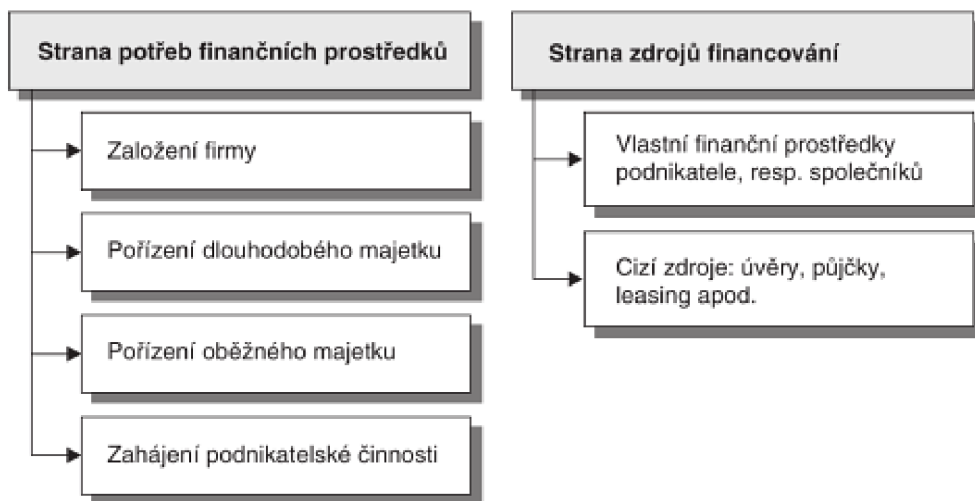 Strana potřeb finančních prostředků
Založení firmy
Pořízení dlouhodobého majetku
Pořízení oběžného majetku
Zahájení podnikatelské činnosti
Strana zdrojů financování
Vlastní finanční prostředky
podnikatele, resp. společníků
Cizí zdroje: úvěry, půjčky,
leasing apod.